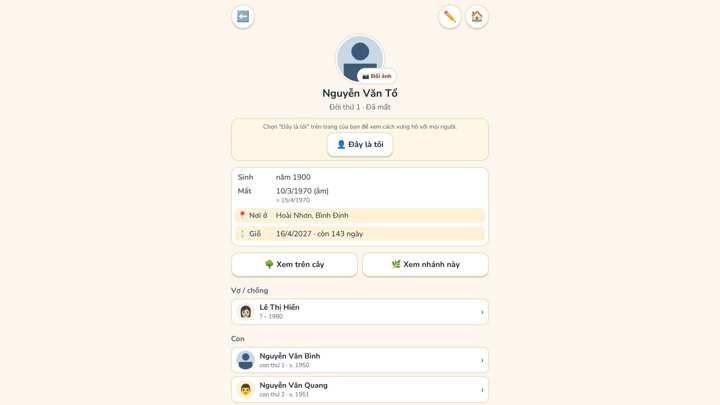 Đổi ảnh
Nguyễn Văn Tổ
Đời thứ 1 · Đã mất
Chọn "Đây là tôi" trên trang của bạn để xem cách xưng hô với mọi người.
Đây là tôi
Sinh năm 1900
Mất 10/3/1970 (âm)
≈ 15/4/1970
Nơi ở Hoài Nhơn, Bình Định
Giỗ 16/4/2027 · còn 143 ngày
Xem trên cây
Xem nhánh này
Vợ / chồng
Lê Thị Hiền
? – 1980
›
Con
Nguyễn Văn Bình
con thứ 1 · s. 1950
›
Nguyễn Văn Quang
con thứ 2 · s. 1951
›